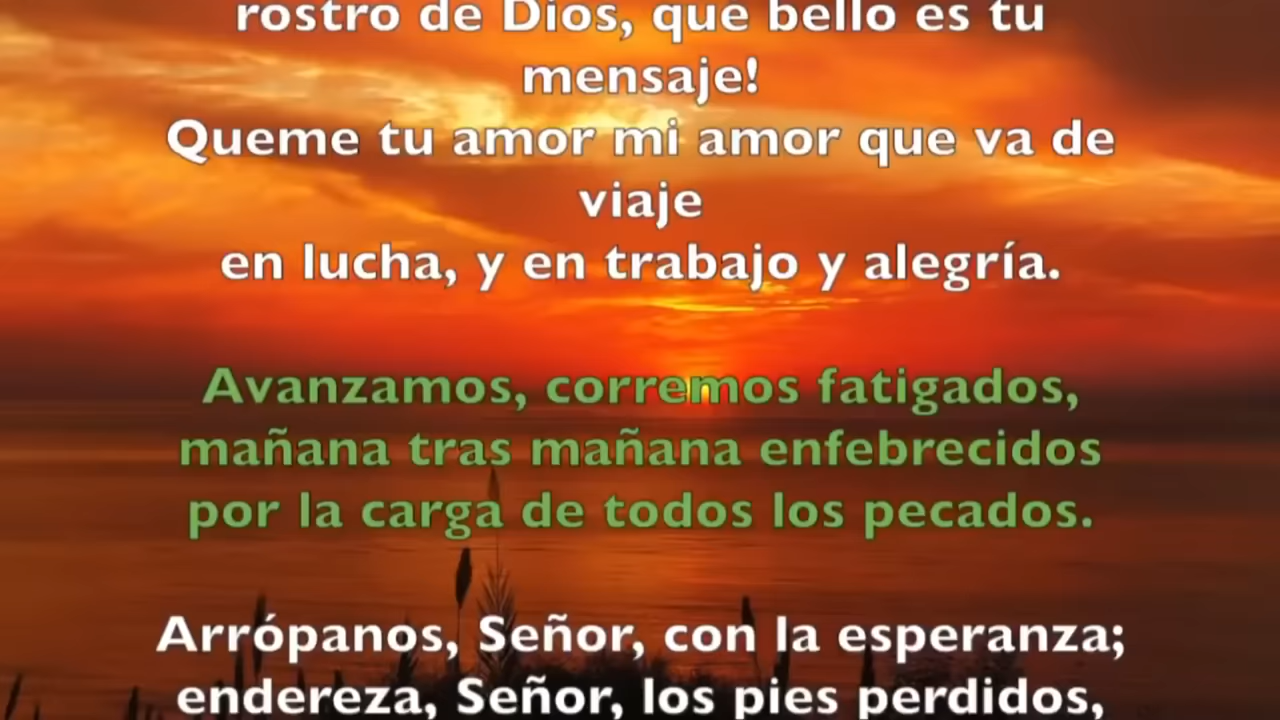 rostro de Dios, que bello es tu
mensaje!
Queme tu amor mi amor que va de
viaje
en lucha, y en trabajo y alegría.
Avanzamos, corremos fatigados,
mañana tras mañana enfebrecidos
por la carga de todos los pecados.
Arrópanos, Señor, con la esperanza;
endereza, Señor, los pies perdidos,